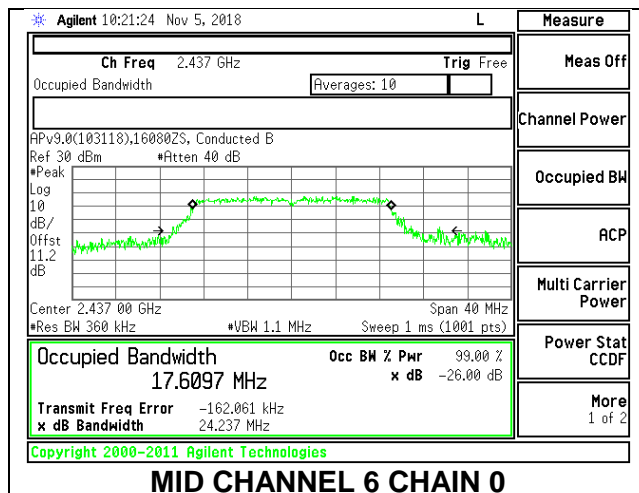 Agilent 10:21:24 Nov 5, 2018 L Measure
Ch Freq 2.437 GHz Trig Free
Meas Off
Occupied Bandwidth Averages: 10
Channel Power
APv9.0(103118),16080ZS, Conducted B
Ref 30 dBm #Atten 40 dB
#Peak
Log
10
dB/
Offst
11.2
dB
Occupied BW
ACP
Multi Carrier
Power
Center 2.437 00 GHz Span 40 MHz
#Res BW 360 kHz #VBW 1.1 MHz Sweep 1 ms (1001 pts)
Power Stat
CCDF
Occupied Bandwidth Occ BW % Pwr 99.00 %
17.6097 MHz x dB -26.00 dB
Transmit Freq Error -162.061 kHz
x dB Bandwidth 24.237 MHz
More
1 of 2
Copyright 2000-2011 Agilent Technologies
MID CHANNEL 6 CHAIN 0